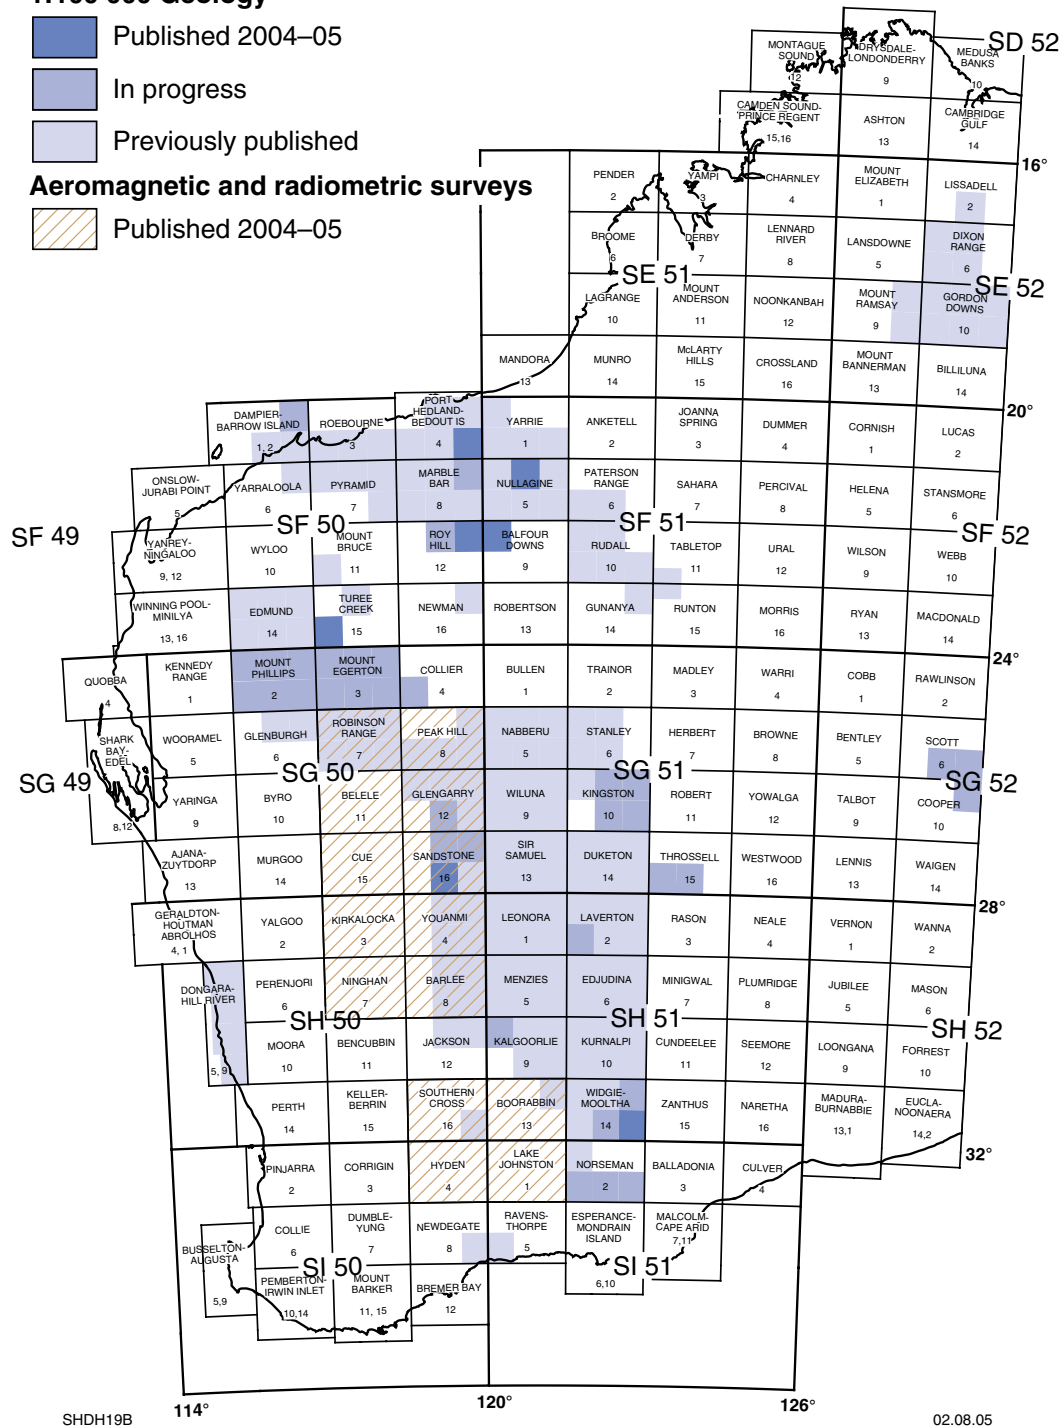 1:100 000 Geology
Published 2004–05
In progress
Previously published
Aeromagnetic and radiometric surveys
Published 2004–05
SD 52
MONTAGUE SOUND 12
DRYSDALE-LONDONDERRY 9
MEDUSA BANKS 10
CAMDEN SOUND-PRINCE REGENT 15,16
ASHTON 13
CAMBRIDGE GULF 14
16°
PENDER 2
YAMPI 3
CHARNLEY 4
MOUNT ELIZABETH 1
LISSADELL 2
BROOME 6
DERBY 7
LENNARD RIVER 8
LANSDOWNE 5
DIXON RANGE 6
SE 51
SE 52
LAGRANGE 10
MOUNT ANDERSON 11
NOONKANBAH 12
MOUNT RAMSAY 9
GORDON DOWNS 10
MANDORA 13
MUNRO 14
McLARTY HILLS 15
CROSSLAND 16
MOUNT BANNERMAN 13
BILLILUNA 14
20°
DAMPIER-BARROW ISLAND 1, 2
ROEBOURNE 3
PORT HEDLAND-BEDOUT IS 4
YARRIE 1
ANKETELL 2
JOANNA SPRING 3
DUMMER 4
CORNISH 1
LUCAS 2
ONSLOW-JURABI POINT 5
YARRALOOLA 6
PYRAMID 7
MARBLE BAR 8
NULLAGINE 5
PATERSON RANGE 6
SAHARA 7
PERCIVAL 8
HELENA 5
STANSMORE 6
SF 49
SF 50
SF 51
SF 52
YANREY-NINGALOO 9, 12
WYLOO 10
MOUNT BRUCE 11
ROY HILL 12
BALFOUR DOWNS 9
RUDALL 10
TABLETOP 11
URAL 12
WILSON 9
WEBB 10
WINNING POOL-MINILYA 13, 16
EDMUND 14
TUREE CREEK 15
NEWMAN 16
ROBERTSON 13
GUNANYA 14
RUNTON 15
MORRIS 16
RYAN 13
MACDONALD 14
24°
QUOBBA 4
KENNEDY RANGE 1
MOUNT PHILLIPS 2
MOUNT EGERTON 3
COLLIER 4
BULLEN 1
TRAINOR 2
MADLEY 3
WARRI 4
COBB 1
RAWLINSON 2
SHARK BAY-EDEL 8,12
WOORAMEL 5
GLENBURGH 6
ROBINSON RANGE 7
PEAK HILL 8
NABBERU 5
STANLEY 6
HERBERT 7
BROWNE 8
BENTLEY 5
SCOTT 6
SG 49
SG 50
SG 51
SG 52
YARINGA 9
BYRO 10
BELELE 11
GLENGARRY 12
WILUNA 9
KINGSTON 10
ROBERT 11
YOWALGA 12
TALBOT 9
COOPER 10
AJANA-ZUYTDORP 13
MURGOO 14
CUE 15
SANDSTONE 16
SIR SAMUEL 13
DUKETON 14
THROSSELL 15
WESTWOOD 16
LENNIS 13
WAIGEN 14
28°
GERALDTON-HOUTMAN ABROLHOS 4, 1
YALGOO 2
KIRKALOCKA 3
YOUANMI 4
LEONORA 1
LAVERTON 2
RASON 3
NEALE 4
VERNON 1
WANNA 2
DONGARA-HILL RIVER 5, 9
PERENJORI 6
NINGHAN 7
BARLEE 8
MENZIES 5
EDJUDINA 6
MINIGWAL 7
PLUMRIDGE 8
JUBILEE 5
MASON 6
SH 50
SH 51
SH 52
MOORA 10
BENCUBBIN 11
JACKSON 12
KALGOORLIE 9
KURNALPI 10
CUNDEELEE 11
SEEMORE 12
LOONGANA 9
FORREST 10
PERTH 14
KELLER-BERRIN 15
SOUTHERN CROSS 16
BOORABBIN 13
WIDGIE-MOOLTHA 14
ZANTHUS 15
NARETHA 16
MADURA-BURNABBIE 13,1
EUCLA-NOONAERA 14,2
32°
PINJARRA 2
CORRIGIN 3
HYDEN 4
LAKE JOHNSTON 1
NORSEMAN 2
BALLADONIA 3
CULVER 4
BUSSELTON-AUGUSTA 5,9
COLLIE 6
DUMBLE-YUNG 7
NEWDEGATE 8
RAVENS-THORPE 5
ESPERANCE-MONDRAIN ISLAND 6,10
MALCOLM-CAPE ARID 7,11
SI 50
SI 51
PEMBERTON-IRWIN INLET 10,14
MOUNT BARKER 11, 15
BREMER BAY 12
114°
120°
126°
SHDH19B
02.08.05